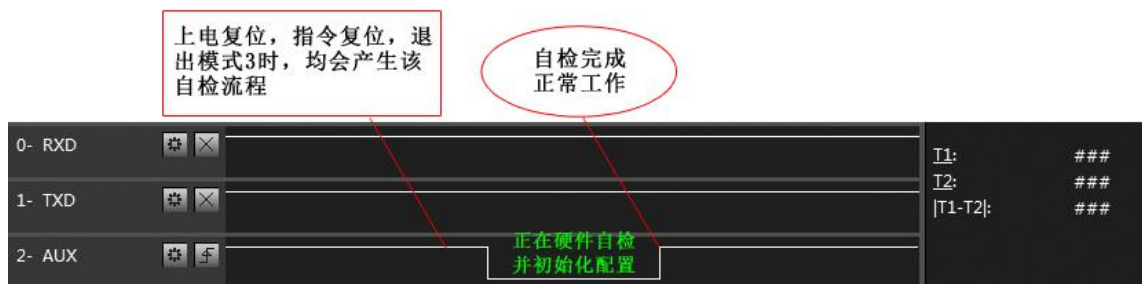 上电复位，指令复位，退
出模式3时，均会产生该
自检流程
自检完成
正常工作
0- RXD
1- TXD
2- AUX
正在硬件自检
并初始化配置
T1: ###
T2: ###
|T1-T2|: ###